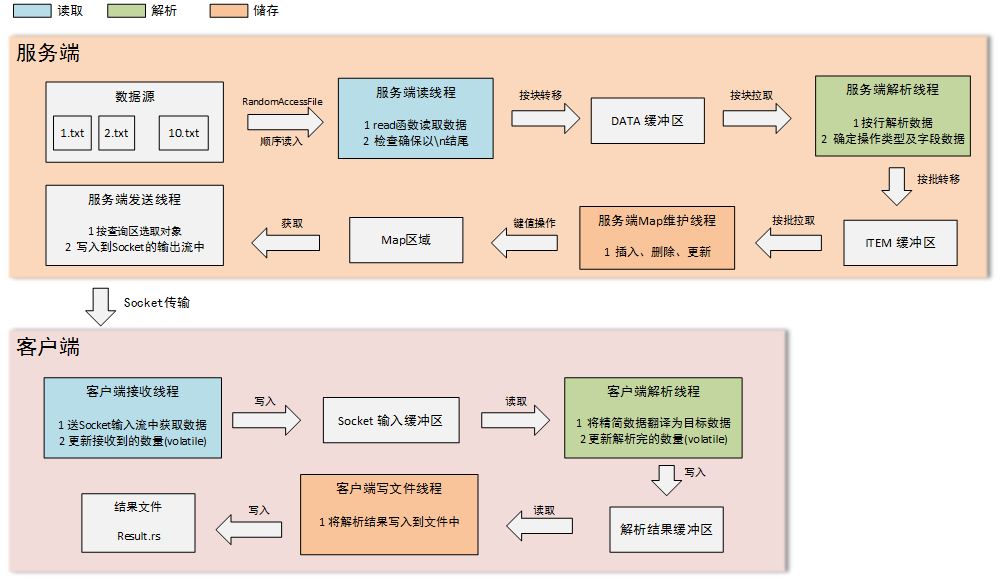 读取 解析 储存
服务端
数据源
1.txt 2.txt 10.txt
RandomAccessFile
顺序读入
服务端读线程
1 read函数读取数据
2 检查确保以\n结尾
按块转移
DATA 缓冲区
按块拉取
服务端解析线程
1 按行解析数据
2 确定操作类型及字段数据
按批转移
ITEM 缓冲区
按批拉取
服务端Map维护线程
1 插入、删除、更新
键值操作
Map区域
获取
服务端发送线程
1 按查询区选取对象
2 写入到Socket的输出流中
Socket传输
客户端
客户端接收线程
1 送Socket输入流中获取数据
2 更新接收到的数量(volatile)
写入
Socket 输入缓冲区
读取
客户端解析线程
1 将精简数据翻译为目标数据
2 更新解析完的数量(volatile)
写入
解析结果缓冲区
读取
客户端写文件线程
1 将解析结果写入到文件中
写入
结果文件
Result.rs